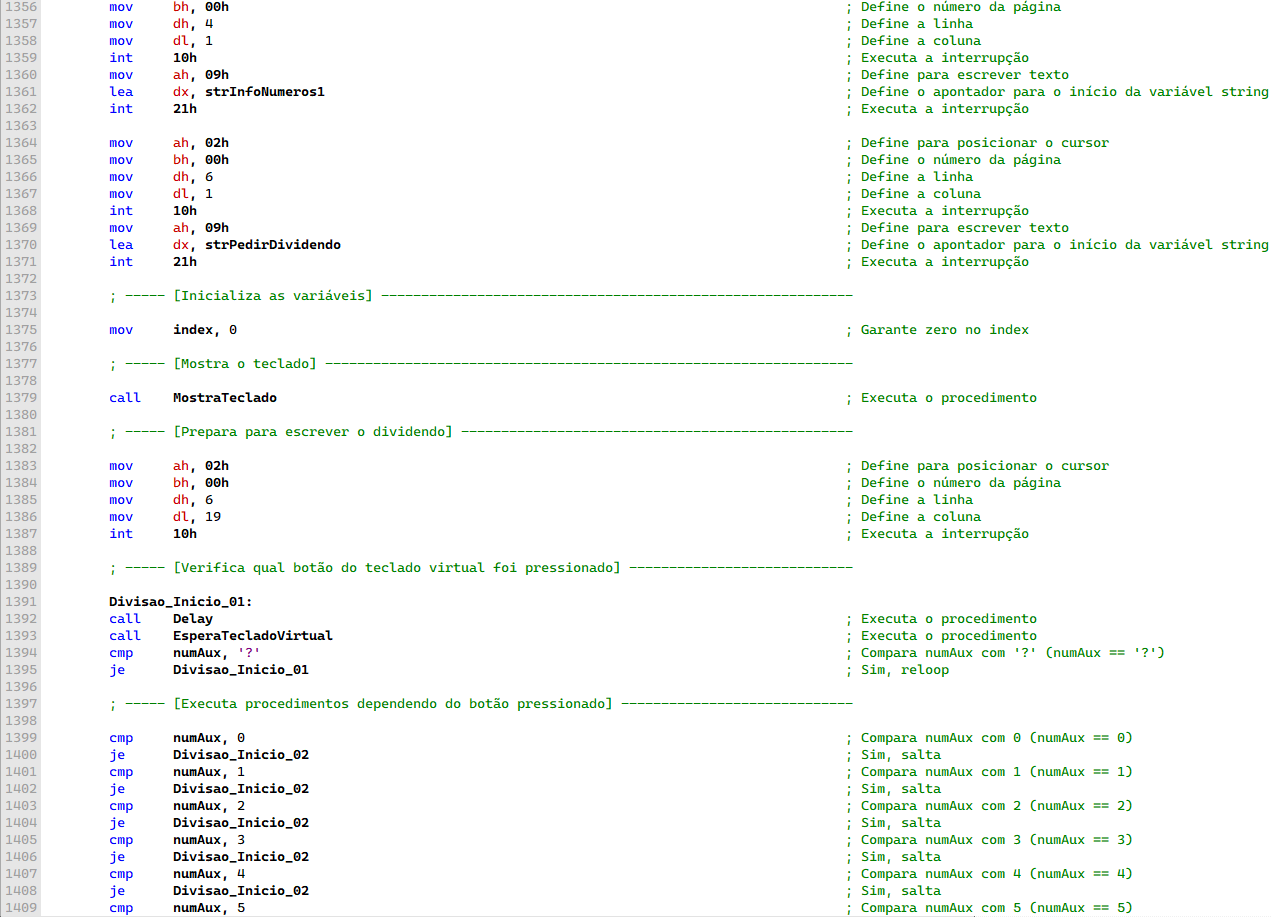 1356 mov bh, 00h ; Define o número da página
1357 mov dh, 4 ; Define a linha
1358 mov dl, 1 ; Define a coluna
1359 int 10h ; Executa a interrupção
1360 mov ah, 09h ; Define para escrever texto
1361 lea dx, strInfoNumeros1 ; Define o apontador para o início da variável string
1362 int 21h ; Executa a interrupção
1363
1364 mov ah, 02h ; Define para posicionar o cursor
1365 mov bh, 00h ; Define o número da página
1366 mov dh, 6 ; Define a linha
1367 mov dl, 1 ; Define a coluna
1368 int 10h ; Executa a interrupção
1369 mov ah, 09h ; Define para escrever texto
1370 lea dx, strPedirDividendo ; Define o apontador para o início da variável string
1371 int 21h ; Executa a interrupção
1372
1373 ; ----- [Inicializa as variáveis] -----------------------------------------------------------
1374
1375 mov index, 0 ; Garante zero no index
1376
1377 ; ----- [Mostra o teclado] ------------------------------------------------------------------
1378
1379 call MostraTeclado ; Executa o procedimento
1380
1381 ; ----- [Prepara para escrever o dividendo] -------------------------------------------------
1382
1383 mov ah, 02h ; Define para posicionar o cursor
1384 mov bh, 00h ; Define o número da página
1385 mov dh, 6 ; Define a linha
1386 mov dl, 19 ; Define a coluna
1387 int 10h ; Executa a interrupção
1388
1389 ; ----- [Verifica qual botão do teclado virtual foi pressionado] ----------------------------
1390
1391 Divisao_Inicio_01:
1392 call Delay ; Executa o procedimento
1393 call EsperaTecladoVirtual ; Executa o procedimento
1394 cmp numAux, '?' ; Compara numAux com '?' (numAux == '?')
1395 je Divisao_Inicio_01 ; Sim, reloop
1396
1397 ; ----- [Executa procedimentos dependendo do botão pressionado] -----------------------------
1398
1399 cmp numAux, 0 ; Compara numAux com 0 (numAux == 0)
1400 je Divisao_Inicio_02 ; Sim, salta
1401 cmp numAux, 1 ; Compara numAux com 1 (numAux == 1)
1402 je Divisao_Inicio_02 ; Sim, salta
1403 cmp numAux, 2 ; Compara numAux com 2 (numAux == 2)
1404 je Divisao_Inicio_02 ; Sim, salta
1405 cmp numAux, 3 ; Compara numAux com 3 (numAux == 3)
1406 je Divisao_Inicio_02 ; Sim, salta
1407 cmp numAux, 4 ; Compara numAux com 4 (numAux == 4)
1408 je Divisao_Inicio_02 ; Sim, salta
1409 cmp numAux, 5 ; Compara numAux com 5 (numAux == 5)